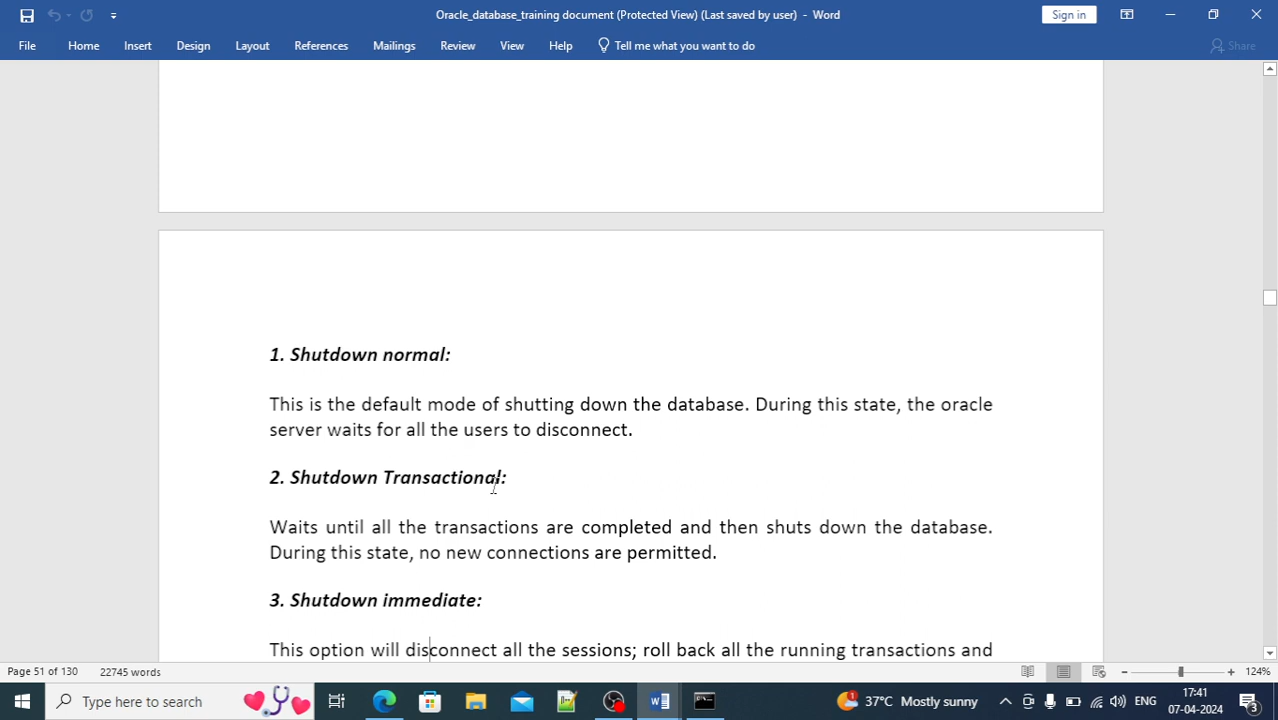 Oracle_database_training document (Protected View) (Last saved by user) - Word
Sign in
File Home Insert Design Layout References Mailings Review View Help Tell me what you want to do Share
1. Shutdown normal:
This is the default mode of shutting down the database. During this state, the oracle
server waits for all the users to disconnect.
2. Shutdown Transactional:
Waits until all the transactions are completed and then shuts down the database.
During this state, no new connections are permitted.
3. Shutdown immediate:
This option will disconnect all the sessions; roll back all the running transactions and
Page 51 of 130 22745 words 124%
Type here to search 37°C Mostly sunny ENG 17:41
07-04-2024
3